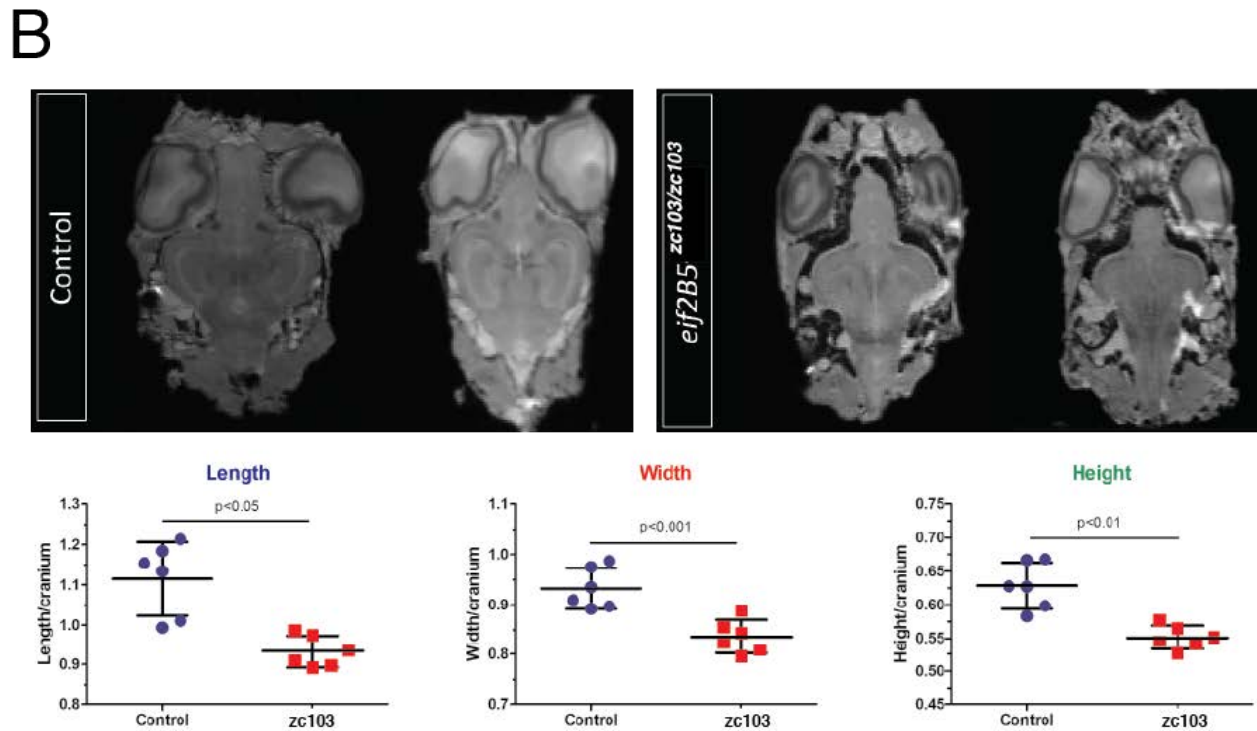 B
Control
eif2B5 zc103/zc103
Length
Width
Height
p<0.05
p<0.001
p<0.01
Length/cranium
1.3
1.2
1.1
1.0
0.9
0.8
Control
zc103
Width/cranium
1.1
1.0
0.9
0.8
0.7
Control
zc103
Height/cranium
0.75
0.70
0.65
0.60
0.55
0.50
0.45
Control
zc103